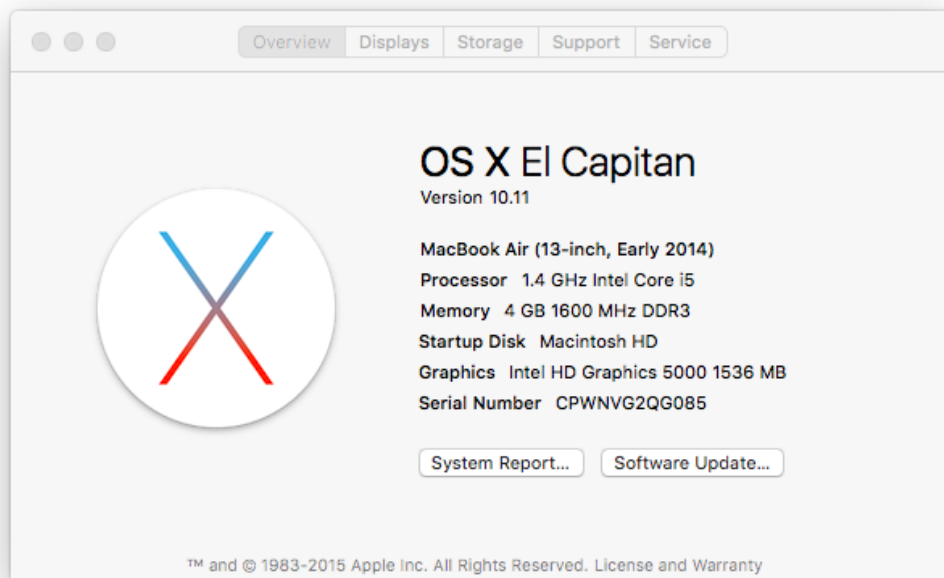 Overview Displays Storage Support Service
OS X El Capitan
Version 10.11
MacBook Air (13-inch, Early 2014)
Processor 1.4 GHz Intel Core i5
Memory 4 GB 1600 MHz DDR3
Startup Disk Macintosh HD
Graphics Intel HD Graphics 5000 1536 MB
Serial Number CPWNVG2QG085
System Report... Software Update...
™ and © 1983-2015 Apple Inc. All Rights Reserved. License and Warranty